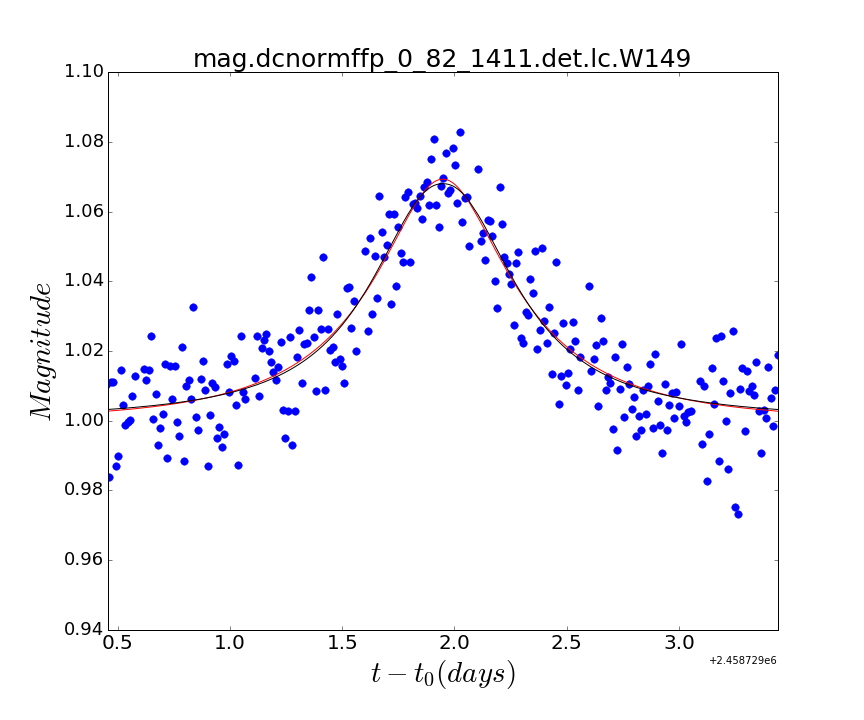 mag.dcnormffp_0_82_1411.det.lc.W149
1.10
1.08
1.06
1.04
1.02
1.00
0.98
0.96
0.94
Magnitude
0.5 1.0 1.5 2.0 2.5 3.0
+2.458729e6
t − t₀(days)